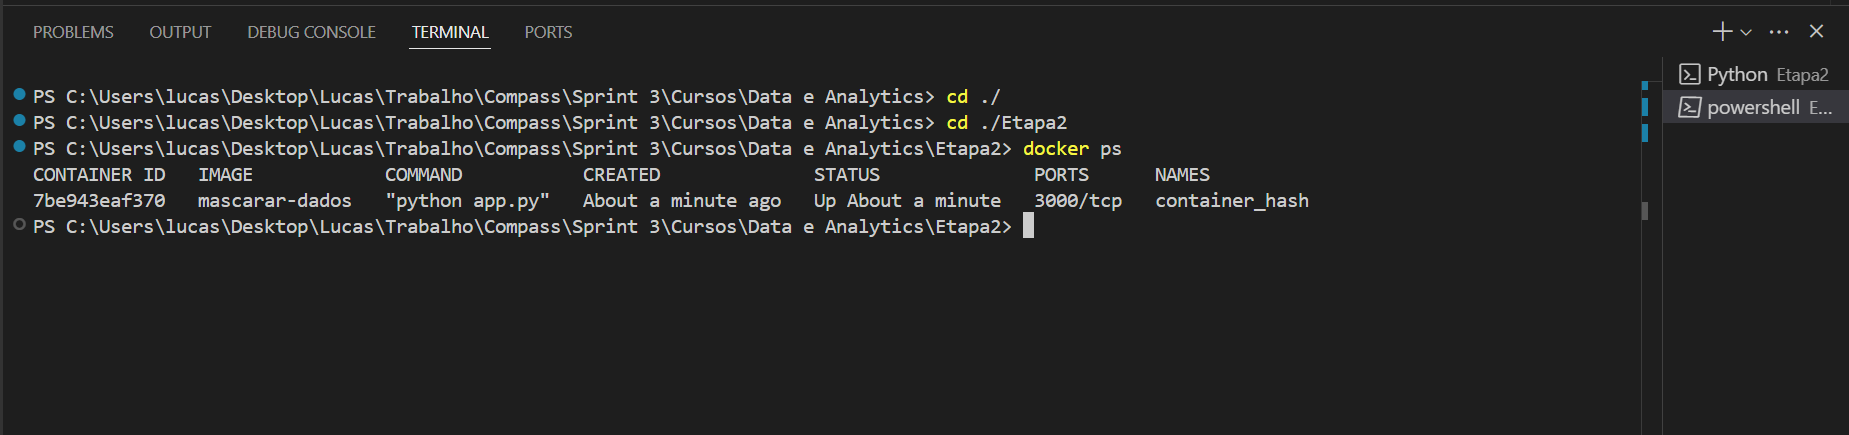 PROBLEMS OUTPUT DEBUG CONSOLE TERMINAL PORTS
PS C:\Users\lucas\Desktop\Lucas\Trabalho\Compass\Sprint 3\Cursos\Data e Analytics> cd ./
PS C:\Users\lucas\Desktop\Lucas\Trabalho\Compass\Sprint 3\Cursos\Data e Analytics> cd ./Etapa2
PS C:\Users\lucas\Desktop\Lucas\Trabalho\Compass\Sprint 3\Cursos\Data e Analytics\Etapa2> docker ps
CONTAINER ID   IMAGE            COMMAND           CREATED              STATUS              PORTS      NAMES
7be943eaf370   mascarar-dados   "python app.py"   About a minute ago   Up About a minute   3000/tcp   container_hash
PS C:\Users\lucas\Desktop\Lucas\Trabalho\Compass\Sprint 3\Cursos\Data e Analytics\Etapa2>
Python Etapa2
powershell E...